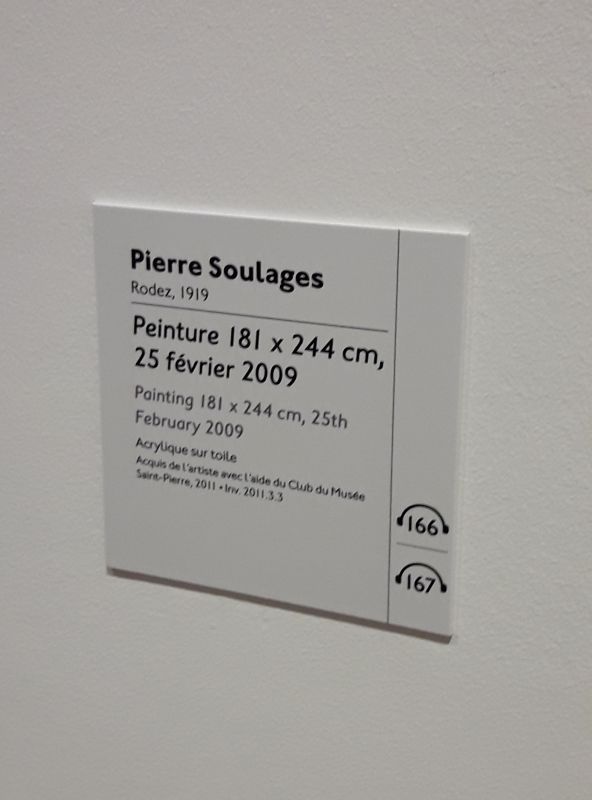 Pierre Soulages
Rodez, 1919
Peinture 181 x 244 cm,
25 février 2009
Painting 181 x 244 cm, 25th
February 2009
Acrylique sur toile
Acquis de l'artiste avec l'aide du Club du Musée
Saint-Pierre, 2011 • Inv. 2011.3.3
166
167